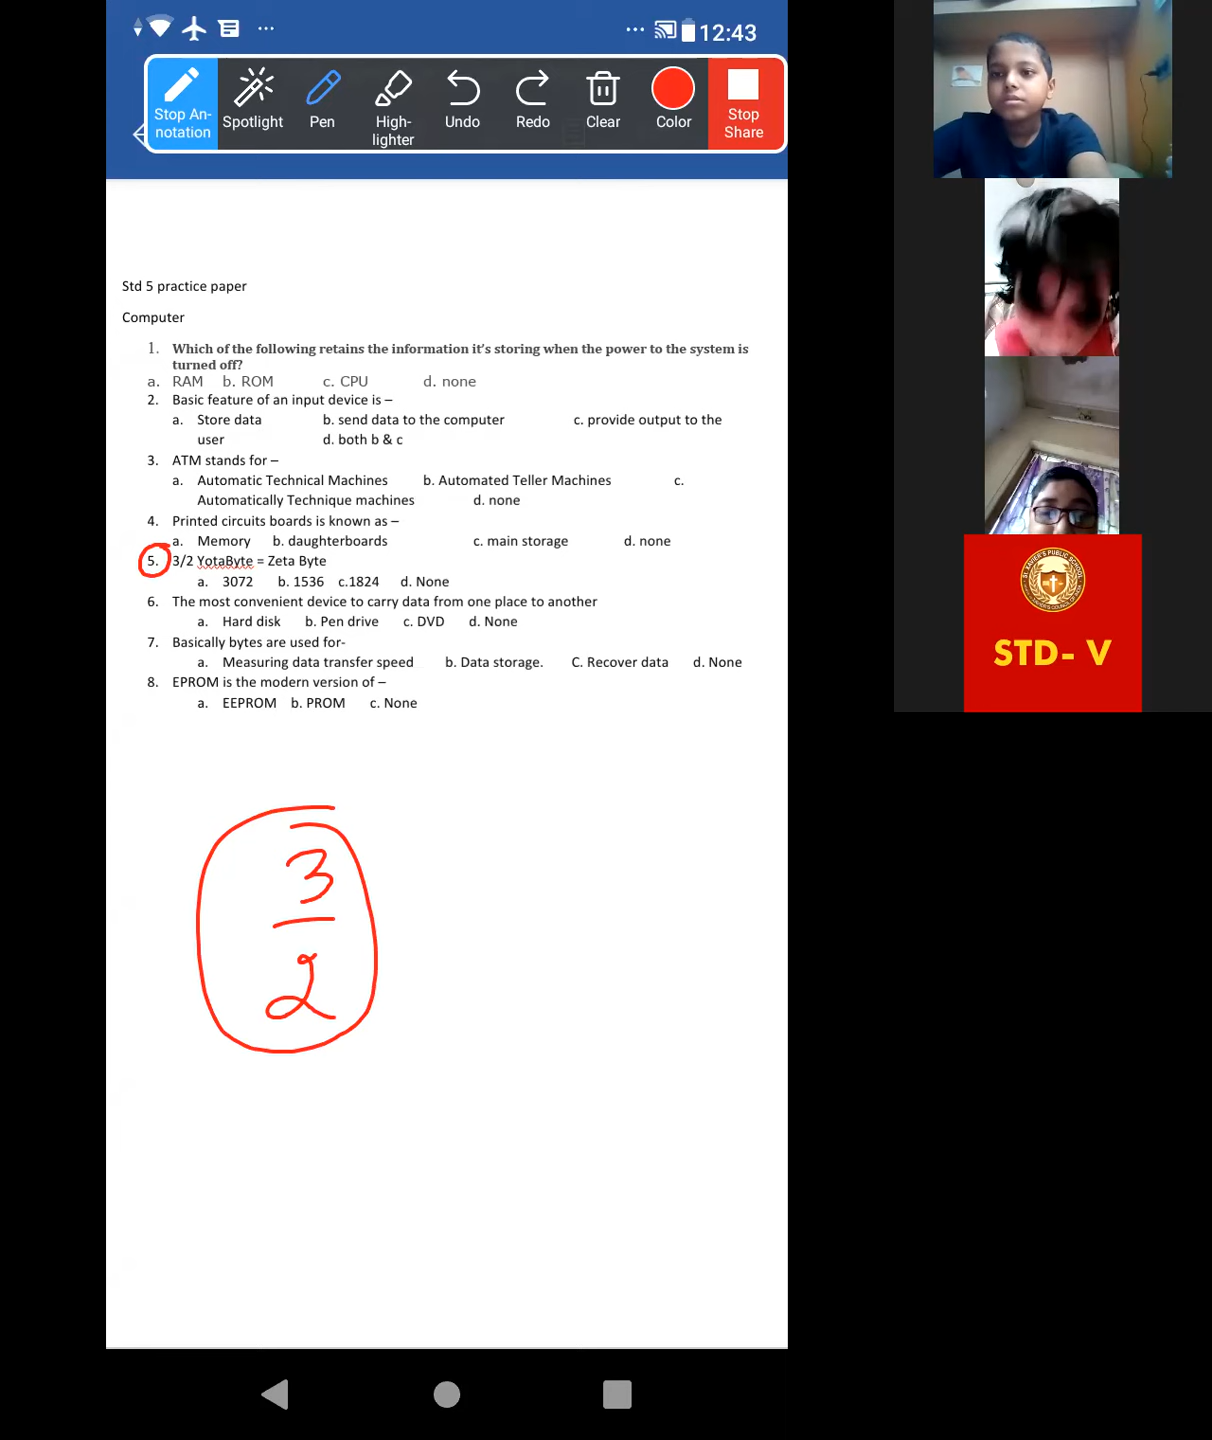 12:43
Stop An-
notation
Spotlight
Pen
High-
lighter
Undo
Redo
Clear
Color
Stop
Share
Std 5 practice paper
Computer
1. Which of the following retains the information it's storing when the power to the system is
turned off?
a. RAM b. ROM c. CPU d. none
2. Basic feature of an input device is –
a. Store data b. send data to the computer c. provide output to the
user d. both b & c
3. ATM stands for –
a. Automatic Technical Machines b. Automated Teller Machines c.
Automatically Technique machines d. none
4. Printed circuits boards is known as –
a. Memory b. daughterboards c. main storage d. none
5. 3/2 YotaByte = Zeta Byte
a. 3072 b. 1536 c.1824 d. None
6. The most convenient device to carry data from one place to another
a. Hard disk b. Pen drive c. DVD d. None
7. Basically bytes are used for-
a. Measuring data transfer speed b. Data storage. C. Recover data d. None
8. EPROM is the modern version of –
a. EEPROM b. PROM c. None
3
2
STD- V